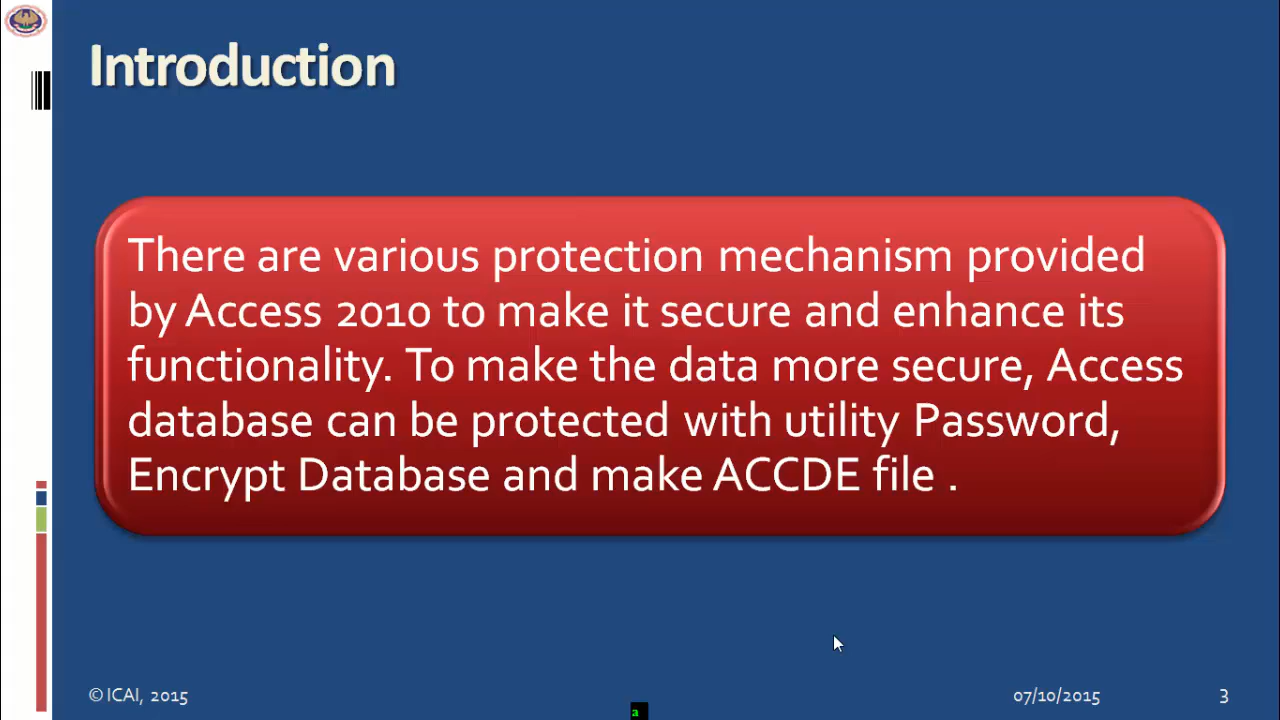 Introduction
There are various protection mechanism provided
by Access 2010 to make it secure and enhance its
functionality. To make the data more secure, Access
database can be protected with utility Password,
Encrypt Database and make ACCDE file .
© ICAI, 2015
a
07/10/2015
3